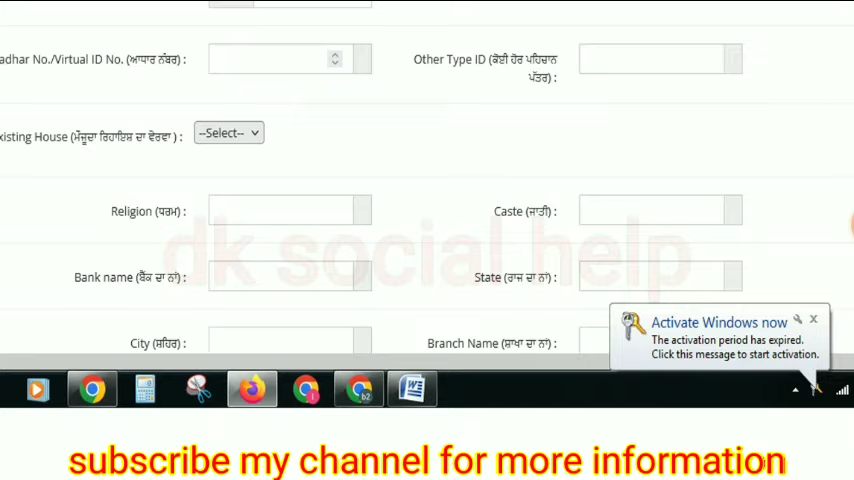 adhar No./Virtual ID No. (ਆਧਾਰ ਨੰਬਰ) :
Other Type ID (ਕੋਈ ਹੋਰ ਪਹਿਚਾਨ
ਪੱਤਰ) :
xisting House (ਮੌਜੂਦਾ ਰਿਹਾਇਸ਼ ਦਾ ਵੇਰਵਾ ) :
--Select--
Religion (ਧਰਮ) :
Caste (ਜਾਤੀ) :
dk social help
Bank name (ਬੈਂਕ ਦਾ ਨਾਂ) :
State (ਰਾਜ ਦਾ ਨਾਂ) :
City (ਸ਼ਹਿਰ) :
Branch Name (ਸ਼ਾਖਾ ਦਾ ਨਾਂ) :
Activate Windows now
The activation period has expired.
Click this message to start activation.
subscribe my channel for more information